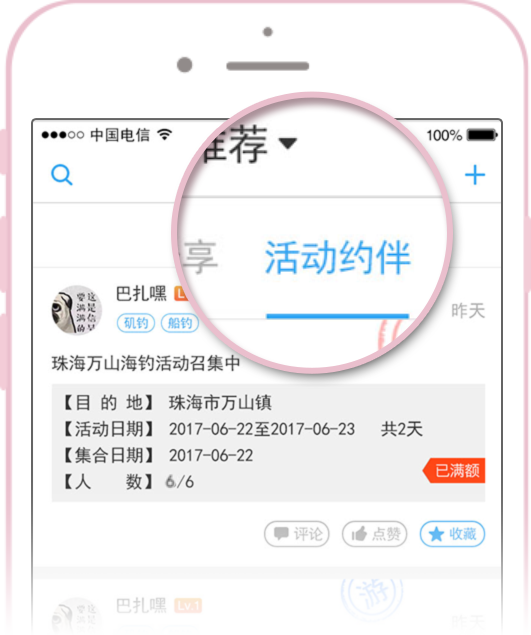 中国电信
100%
推荐
享
活动约伴
巴扎嘿
昨天
矶钓 船钓
珠海万山海钓活动召集中
【目 的 地】 珠海市万山镇
【活动日期】 2017-06-22至2017-06-23 共2天
【集合日期】 2017-06-22
【人 数】 6/6
已满额
评论 点赞 收藏
巴扎嘿 Lv.1
游
昨天